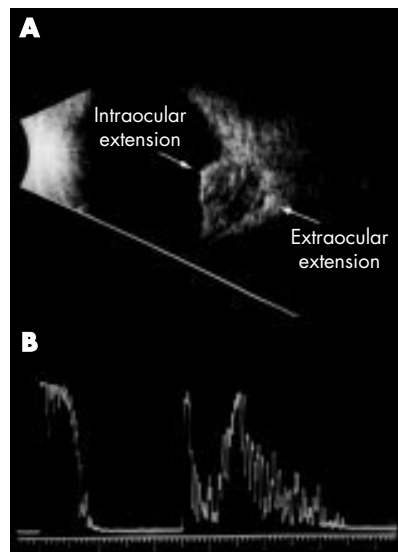 A
Intraocular
extension
Extraocular
extension
B